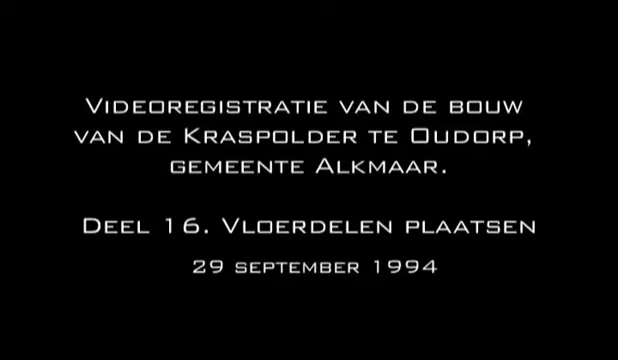 Videoregistratie van de bouw
van de Kraspolder te Oudorp,
gemeente Alkmaar.
Deel 16. Vloerdelen plaatsen
29 september 1994